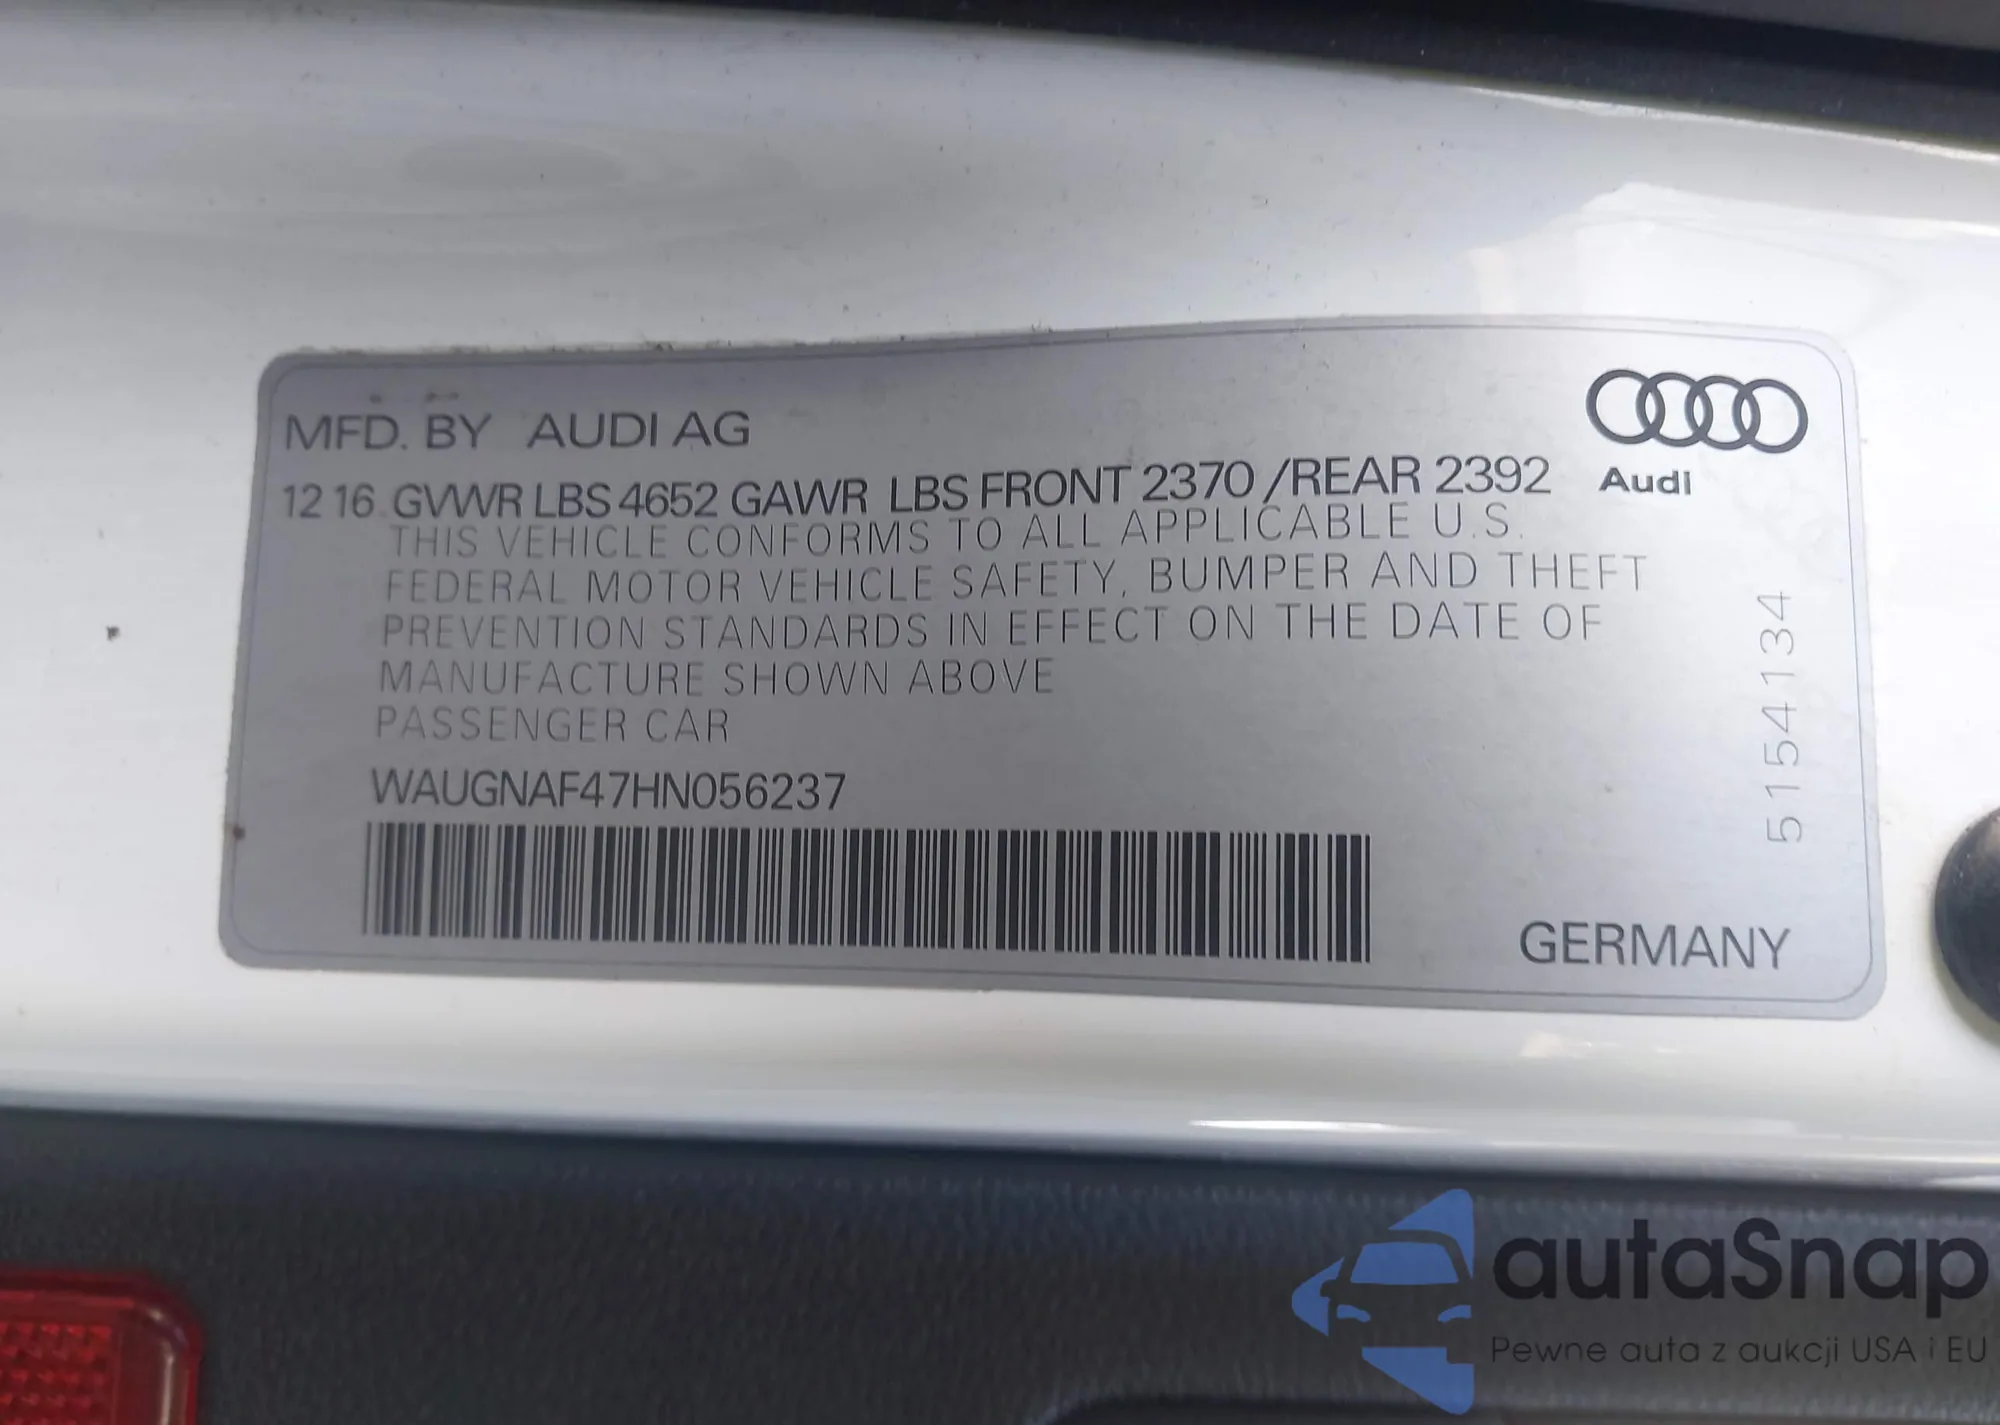 MFD. BY AUDI AG
Audi
12 16 GVWR LBS 4652 GAWR LBS FRONT 2370 /REAR 2392
THIS VEHICLE CONFORMS TO ALL APPLICABLE U.S.
FEDERAL MOTOR VEHICLE SAFETY, BUMPER AND THEFT
PREVENTION STANDARDS IN EFFECT ON THE DATE OF
MANUFACTURE SHOWN ABOVE
PASSENGER CAR
WAUGNAF47HN056237
5154134
GERMANY
autaSnap
Pewne auta z aukcji USA i EU